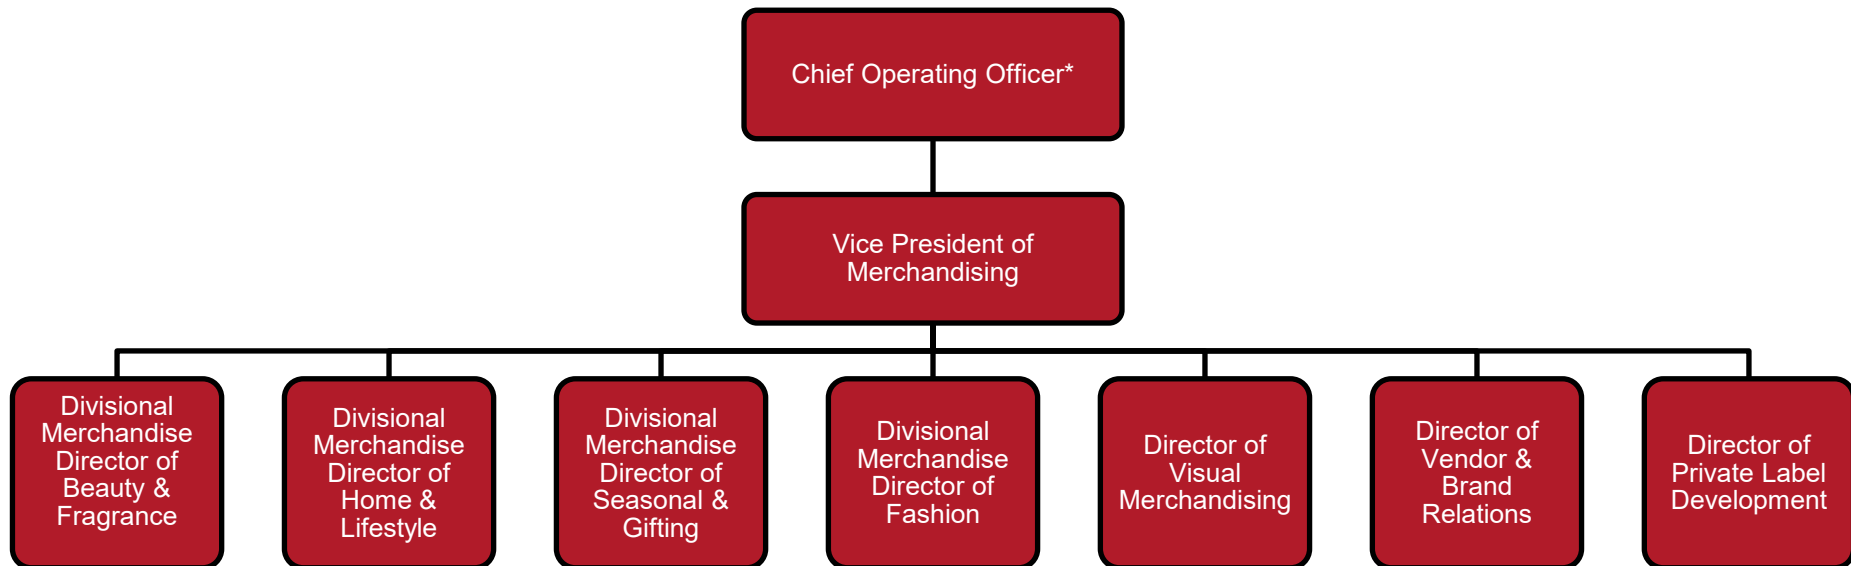 Chief Operating Officer*
Vice President of
Merchandising
Divisional
Merchandise
Director of
Beauty &
Fragrance
Divisional
Merchandise
Director of
Home &
Lifestyle
Divisional
Merchandise
Director of
Seasonal &
Gifting
Divisional
Merchandise
Director of
Fashion
Director of
Visual
Merchandising
Director of
Vendor &
Brand
Relations
Director of
Private Label
Development